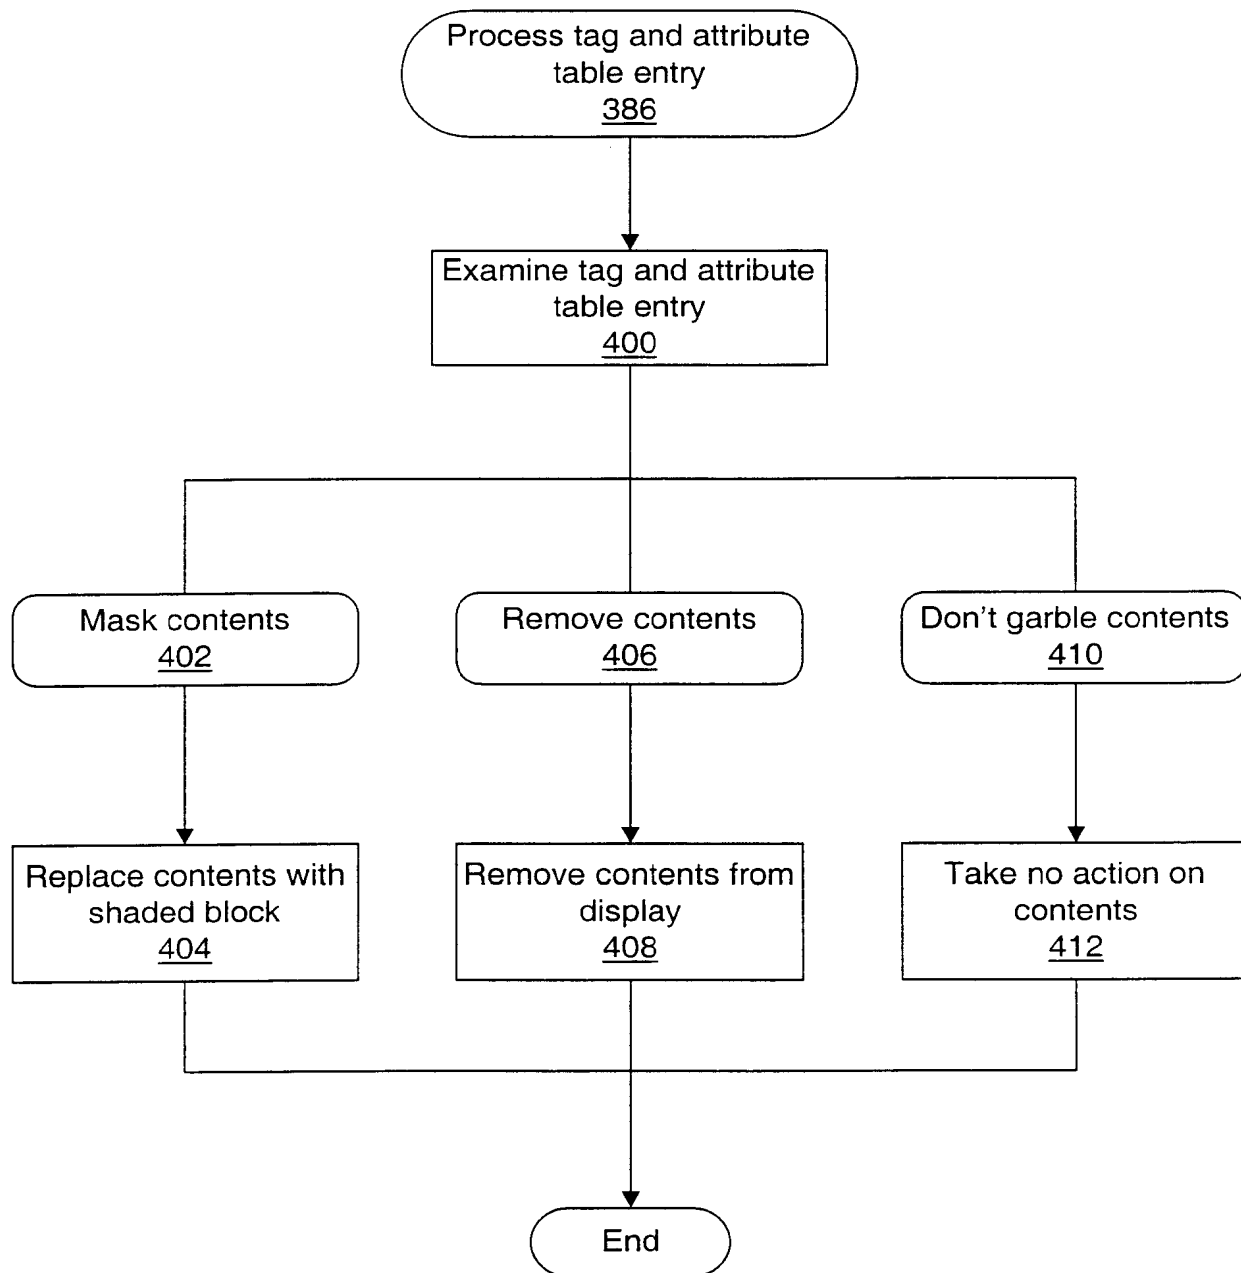 Process tag and attribute
table entry
386
Examine tag and attribute
table entry
400
Mask contents
402
Remove contents
406
Don't garble contents
410
Replace contents with
shaded block
404
Remove contents from
display
408
Take no action on
contents
412
End